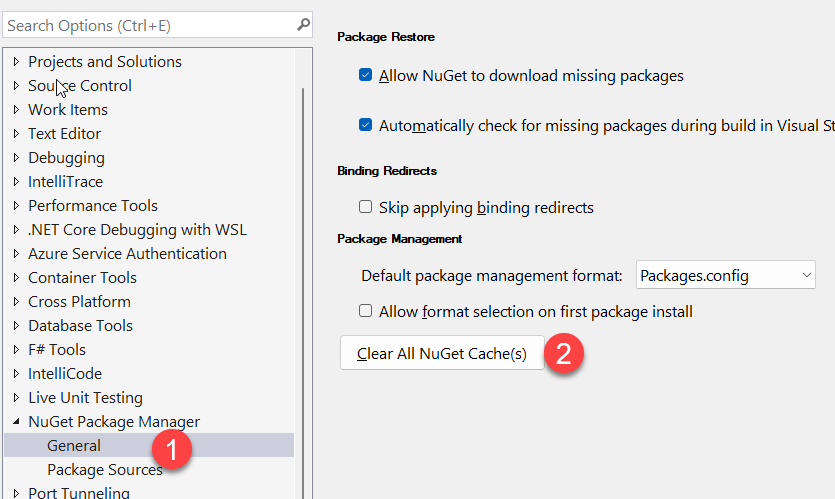 Search Options (Ctrl+E)
Projects and Solutions
Source Control
Work Items
Text Editor
Debugging
IntelliTrace
Performance Tools
.NET Core Debugging with WSL
Azure Service Authentication
Container Tools
Cross Platform
Database Tools
F# Tools
IntelliCode
Live Unit Testing
NuGet Package Manager
General
1
Package Sources
Port Tunneling
Package Restore
Allow NuGet to download missing packages
Automatically check for missing packages during build in Visual St
Binding Redirects
Skip applying binding redirects
Package Management
Default package management format: Packages.config
Allow format selection on first package install
Clear All NuGet Cache(s) 2